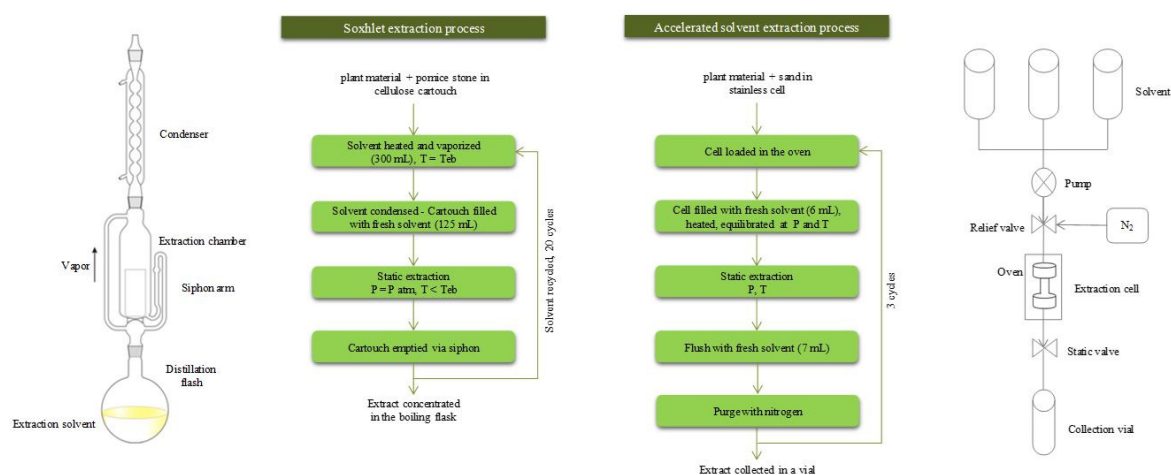 Condenser
Extraction chamber
Vapor
Siphon arm
Distillation
flash
Extraction solvent
Soxhlet extraction process
plant material + pomice stone in
cellulose cartouch
Solvent heated and vaporized
(300 mL), T = Teb
Solvent condensed - Cartouch filled
with fresh solvent (125 mL)
Static extraction
P = P atm, T < Teb
Cartouch emptied via siphon
Solvent recycled, 20 cycles
Extract concentrated
in the boiling flask
Accelerated solvent extraction process
plant material + sand in
stainless cell
Cell loaded in the oven
Cell filled with fresh solvent (6 mL),
heated, equilibrated at P and T
Static extraction
P, T
Flush with fresh solvent (7 mL)
Purge with nitrogen
3 cycles
Extract collected in a vial
Solvent
Pump
Relief valve
N2
Oven
Extraction cell
Static valve
Collection vial